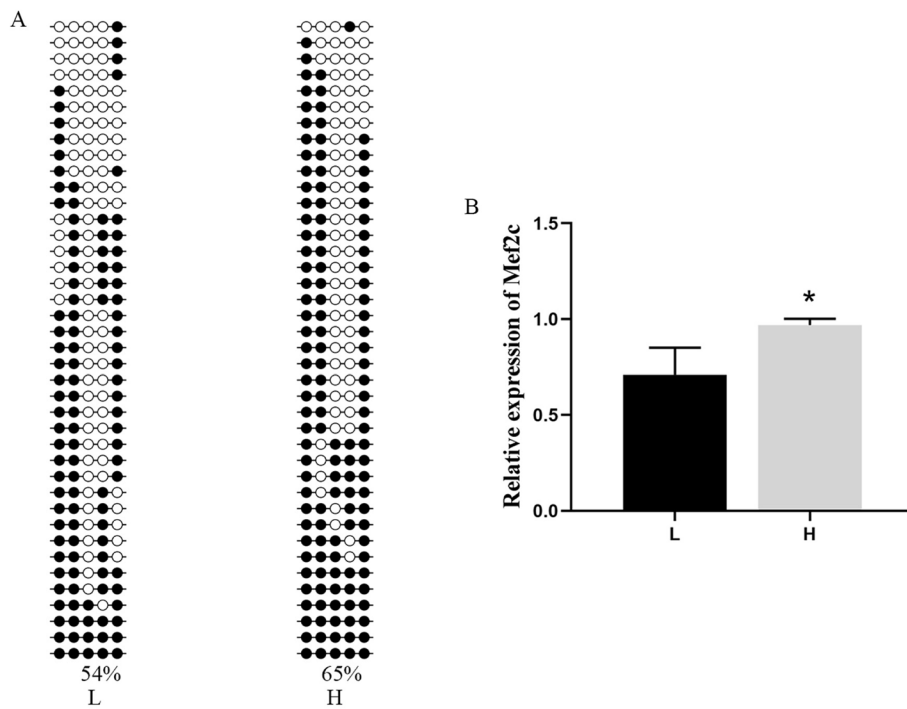 A
54%
L
65%
H
B
Relative expression of Mef2c
1.5
1.0
0.5
0.0
*
L
H